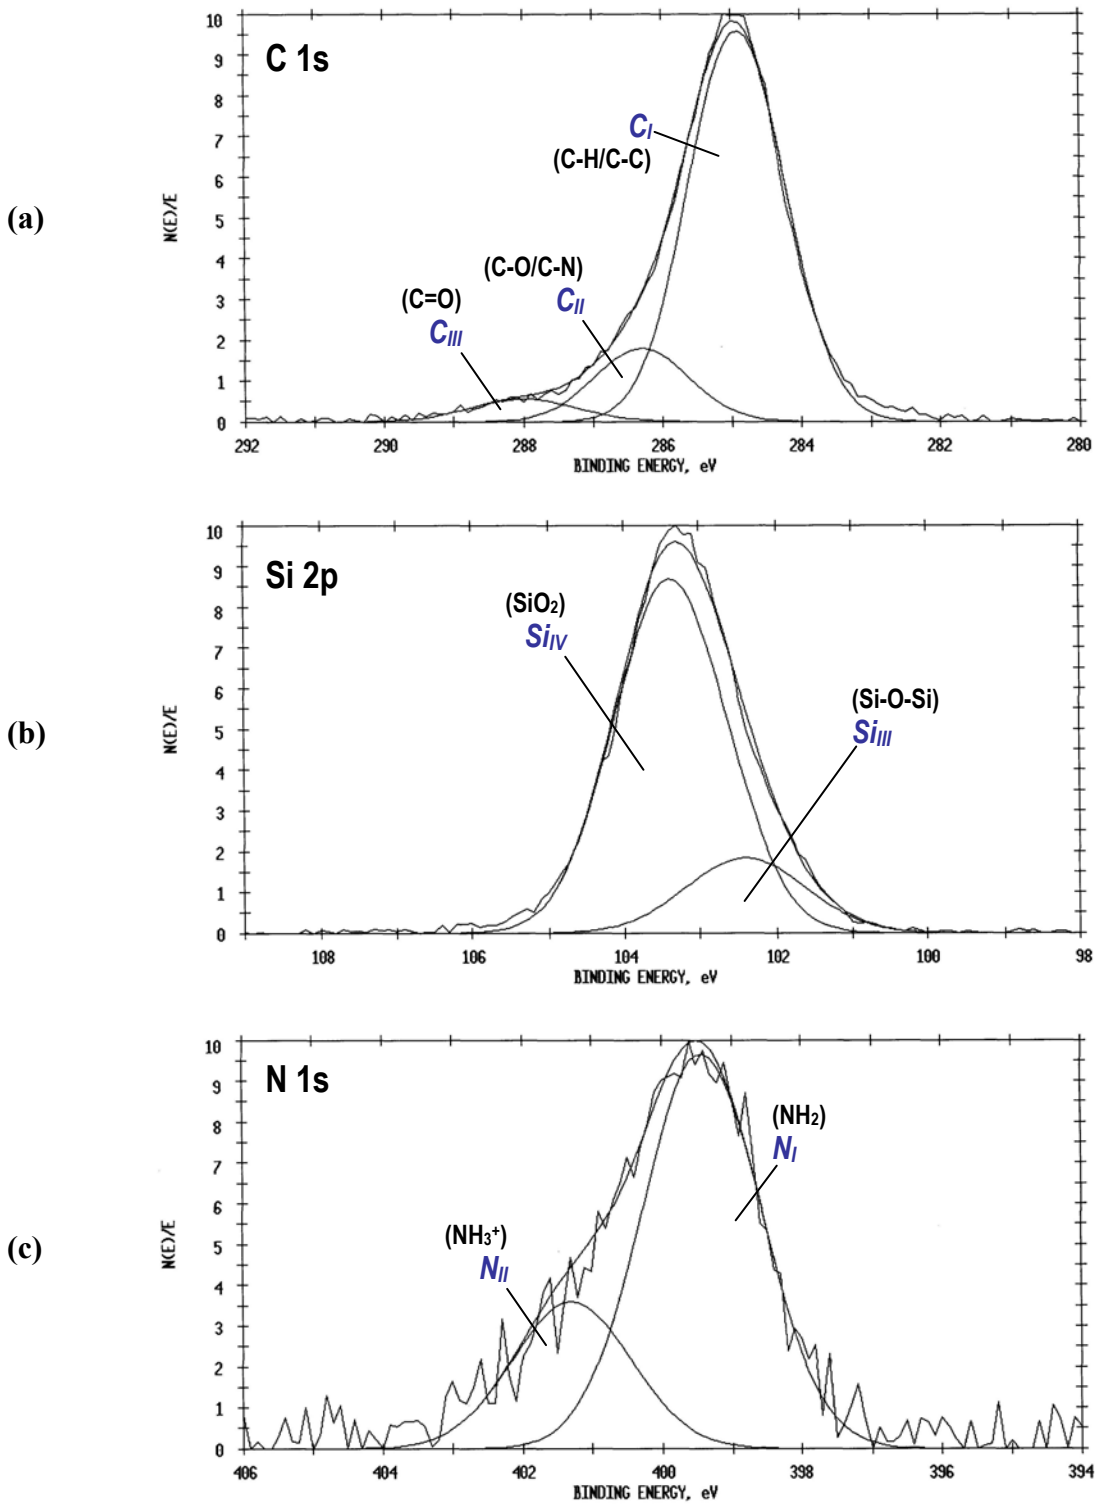 (a)
C 1s
N(E)/E
10
9
8
7
6
5
4
3
2
1
0
C_I
(C-H/C-C)
(C-O/C-N)
C_II
(C=O)
C_III
292 290 288 286 284 282 280
BINDING ENERGY, eV
(b)
Si 2p
N(E)/E
10
9
8
7
6
5
4
3
2
1
0
(SiO₂)
Si_IV
(Si-O-Si)
Si_III
108 106 104 102 100 98
BINDING ENERGY, eV
(c)
N 1s
N(E)/E
10
9
8
7
6
5
4
3
2
1
0
(NH₂)
N_I
(NH₃⁺)
N_II
406 404 402 400 398 396 394
BINDING ENERGY, eV